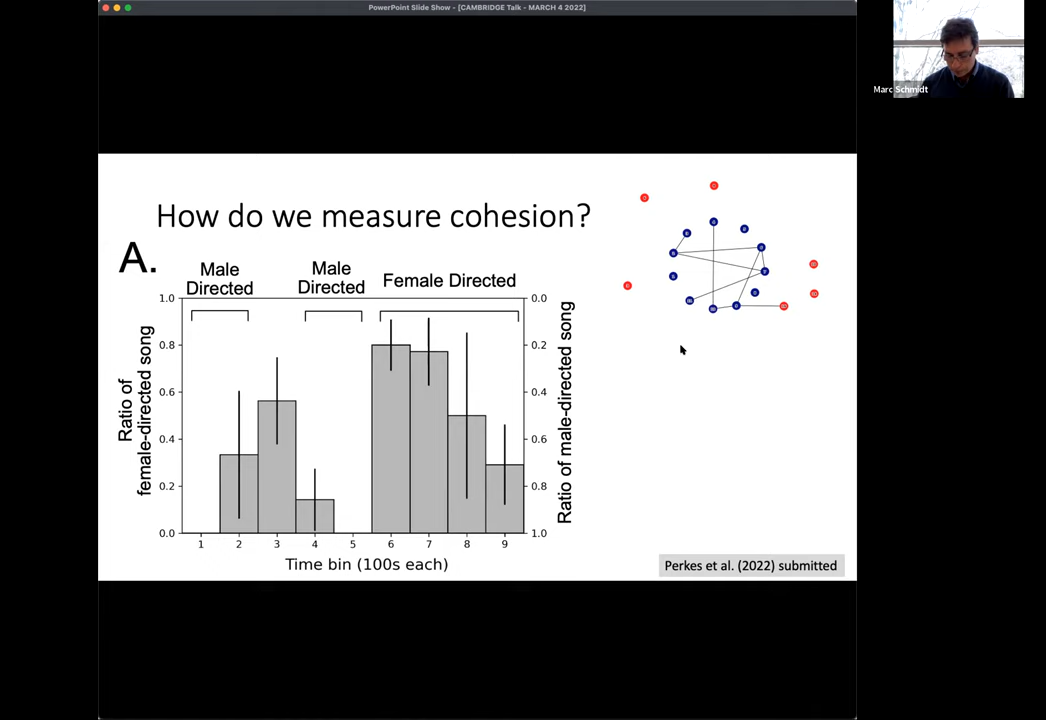 PowerPoint Slide Show - [CAMBRIDGE Talk - MARCH 4 2022]
Marc Schmidt
How do we measure cohesion?
A.
Male
Directed
Male
Directed
Female Directed
Ratio of
female-directed song
1.0
0.8
0.6
0.4
0.2
0.0
0.0
0.2
0.4
0.6
0.8
1.0
Ratio of male-directed song
1 2 3 4 5 6 7 8 9
Time bin (100s each)
Perkes et al. (2022) submitted